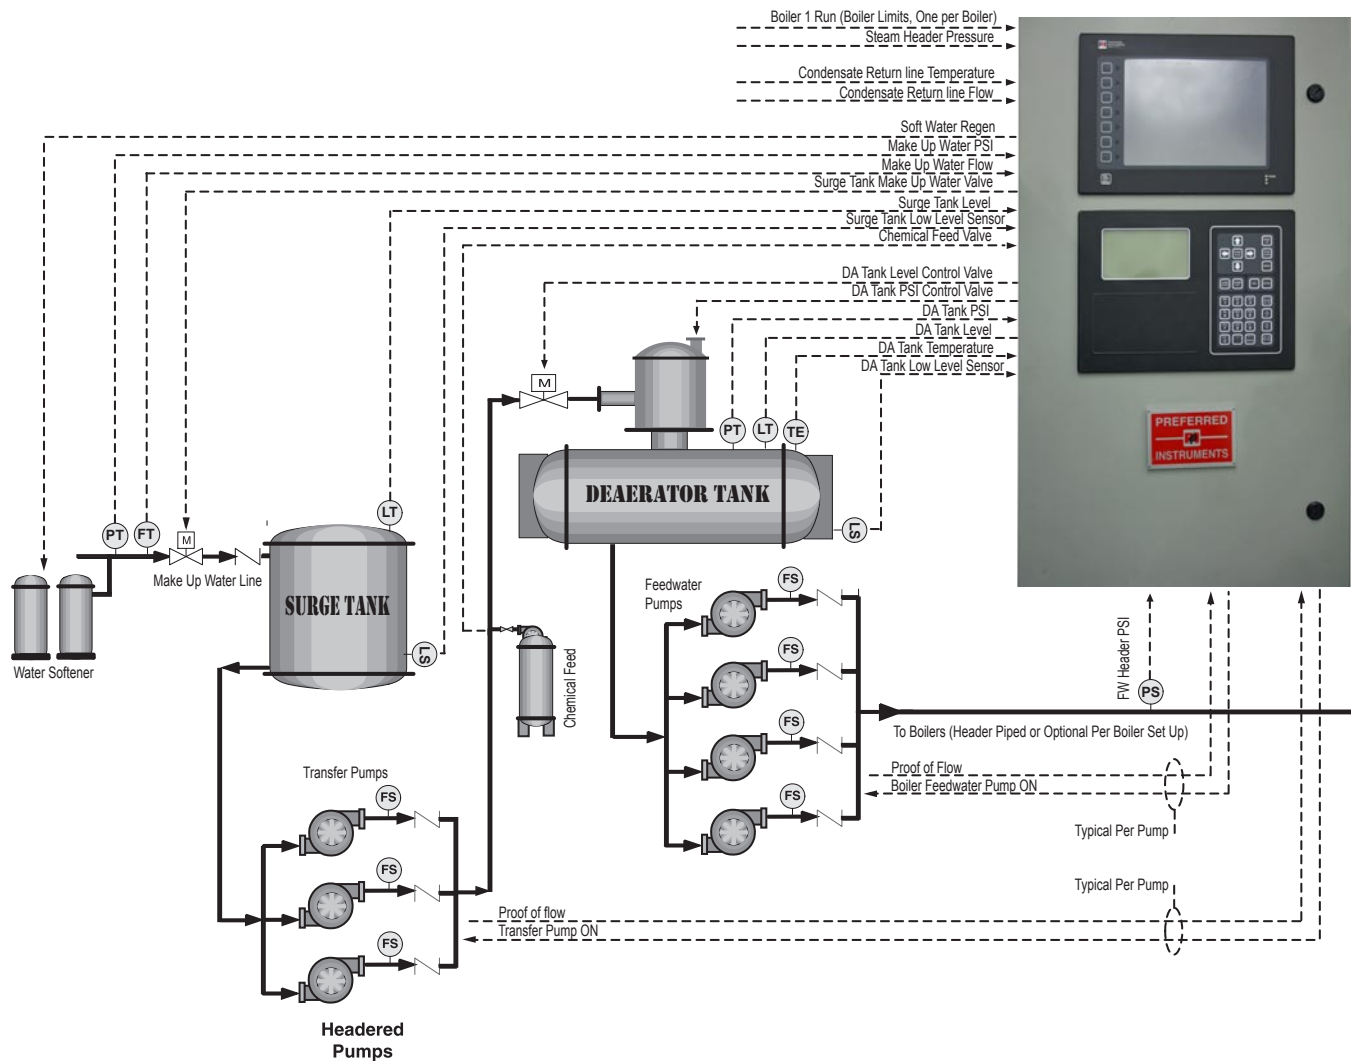 Boiler 1 Run (Boiler Limits, One per Boiler)
Steam Header Pressure
Condensate Return line Temperature
Condensate Return line Flow
Soft Water Regen
Make Up Water PSI
Make Up Water Flow
Surge Tank Make Up Water Valve
Surge Tank Level
Surge Tank Low Level Sensor
Chemical Feed Valve
DA Tank Level Control Valve
DA Tank PSI Control Valve
DA Tank PSI
DA Tank Level
DA Tank Temperature
DA Tank Low Level Sensor
M
PREFERRED
INSTRUMENTS
PT
LT
TE
DEAERATOR TANK
LT
LS
PT
FT
M
Make Up Water Line
SURGE TANK
LS
Water Softener
Chemical Feed
Feedwater
Pumps
FS
FS
FS
FS
FW Header PSI
PS
To Boilers (Header Piped or Optional Per Boiler Set Up)
Proof of Flow
Boiler Feedwater Pump ON
Typical Per Pump
Typical Per Pump
Transfer Pumps
FS
FS
FS
Proof of flow
Transfer Pump ON
Headered
Pumps